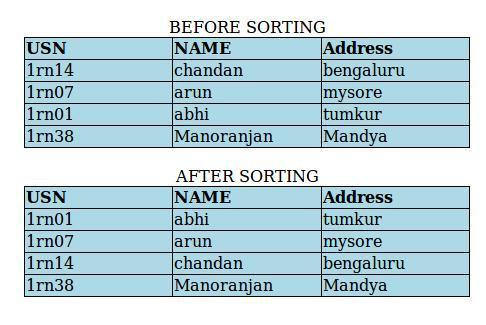 BEFORE SORTING
USN NAME Address
1rn14 chandan bengaluru
1rn07 arun mysore
1rn01 abhi tumkur
1rn38 Manoranjan Mandya
AFTER SORTING
USN NAME Address
1rn01 abhi tumkur
1rn07 arun mysore
1rn14 chandan bengaluru
1rn38 Manoranjan Mandya